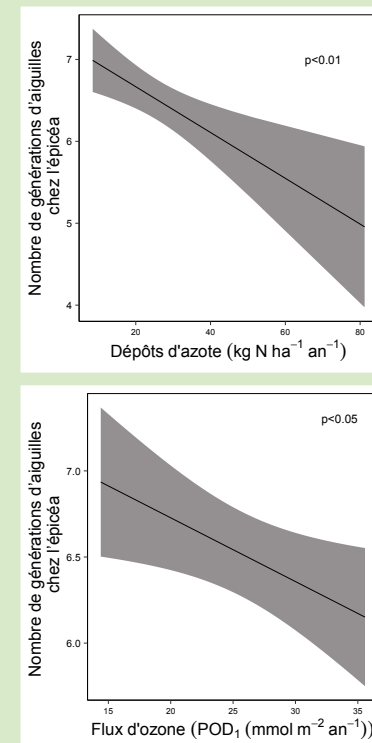 Nombre de générations d'aiguilles
chez l'épicéa
7
6
5
4
p<0.01
20 40 60 80
Dépôts d'azote (kg N ha⁻¹ an⁻¹)
Nombre de générations d'aiguilles
chez l'épicéa
7.0
6.5
6.0
p<0.05
15 20 25 30 35
Flux d'ozone (POD₁ (mmol m⁻² an⁻¹))